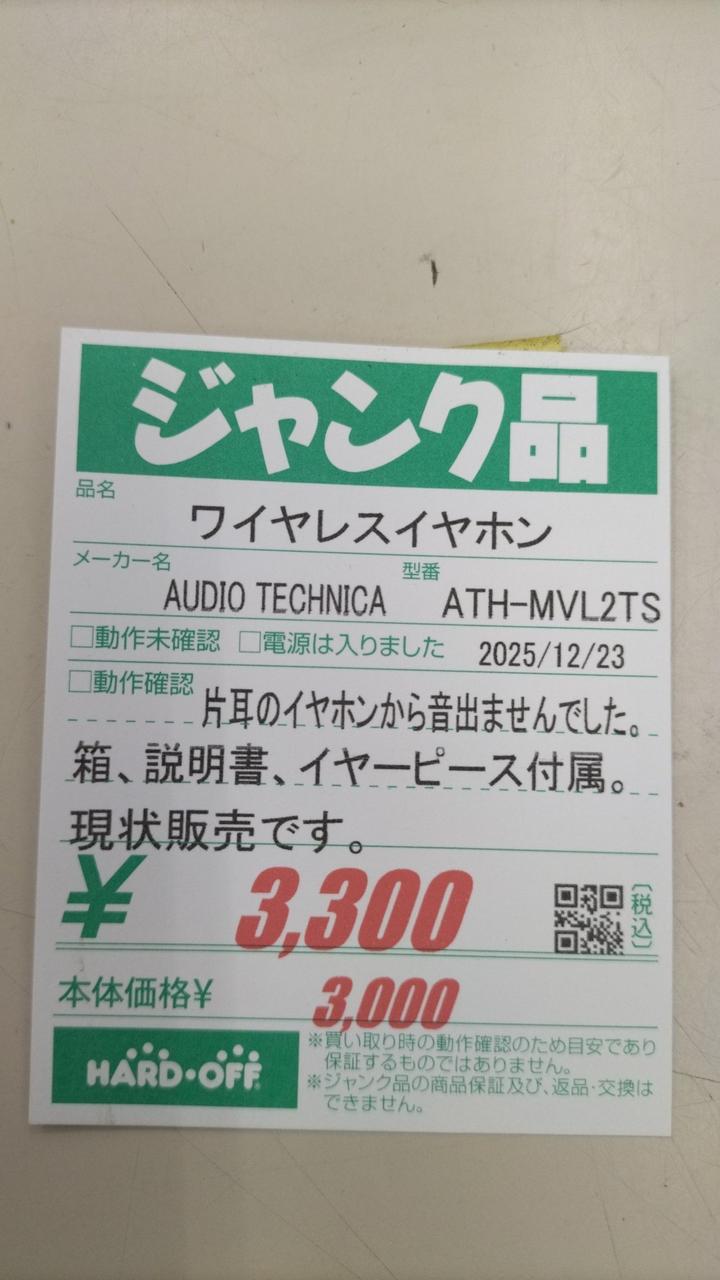 ジャンク品
品名
ワイヤレスイヤホン
メーカー名 型番
AUDIO TECHNICA ATH-MVL2TS
□動作未確認 □電源は入りました 2025/12/23
□動作確認 片耳のイヤホンから音出ませんでした。
箱、説明書、イヤーピース付属。
現状販売です。
¥ 3,300 〔税込〕
本体価格¥ 3,000
HARD・OFF
※買い取り時の動作確認のため目安であり
保証するものではありません。
※ジャンク品の商品保証及び、返品・交換は
できません。